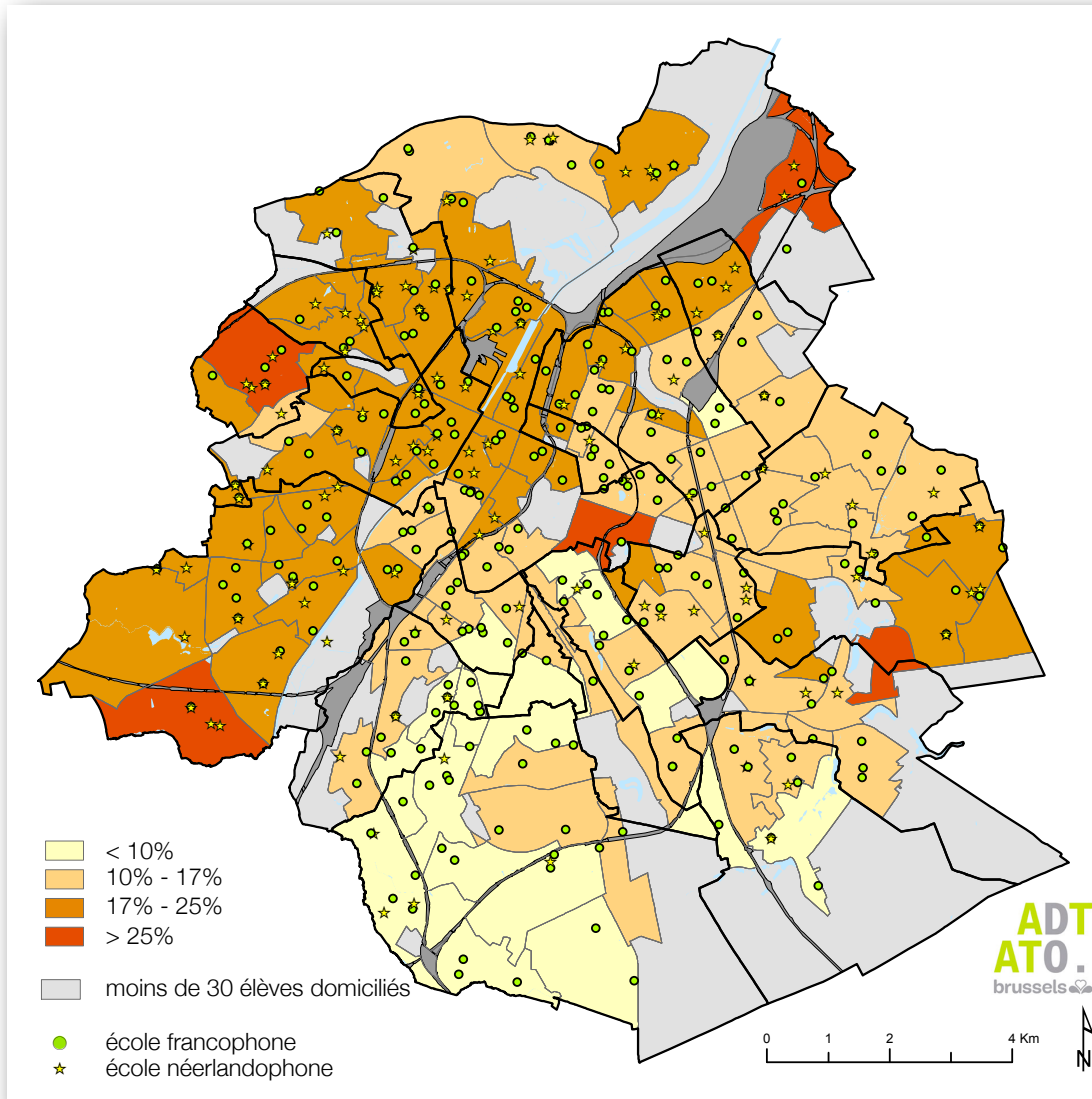 < 10%
10% - 17%
17% - 25%
> 25%
moins de 30 élèves domiciliés
école francophone
école néerlandophone
ADT
ATO.
brussels
0 1 2 4 Km
N